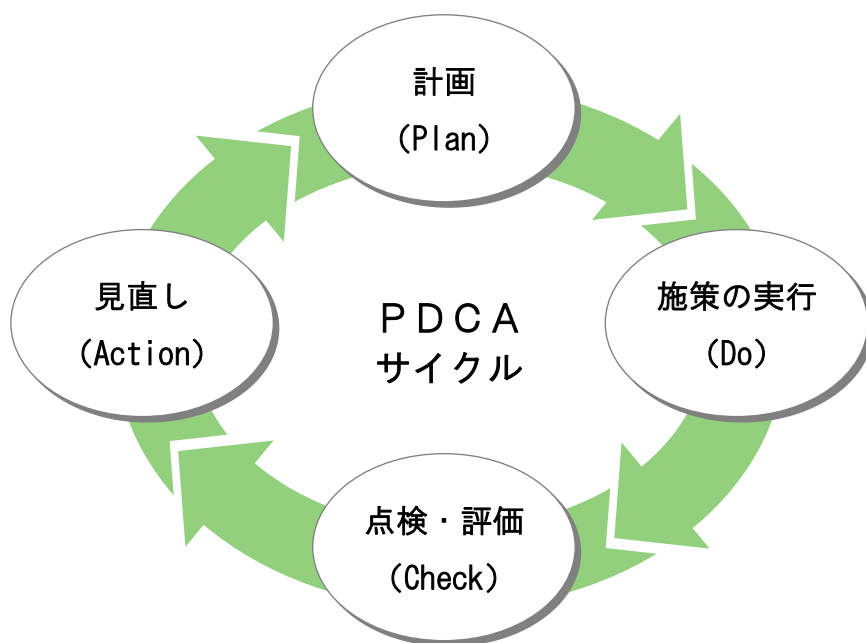 計画
(Plan)
見直し
(Action)
PDCA
サイクル
施策の実行
(Do)
点検・評価
(Check)